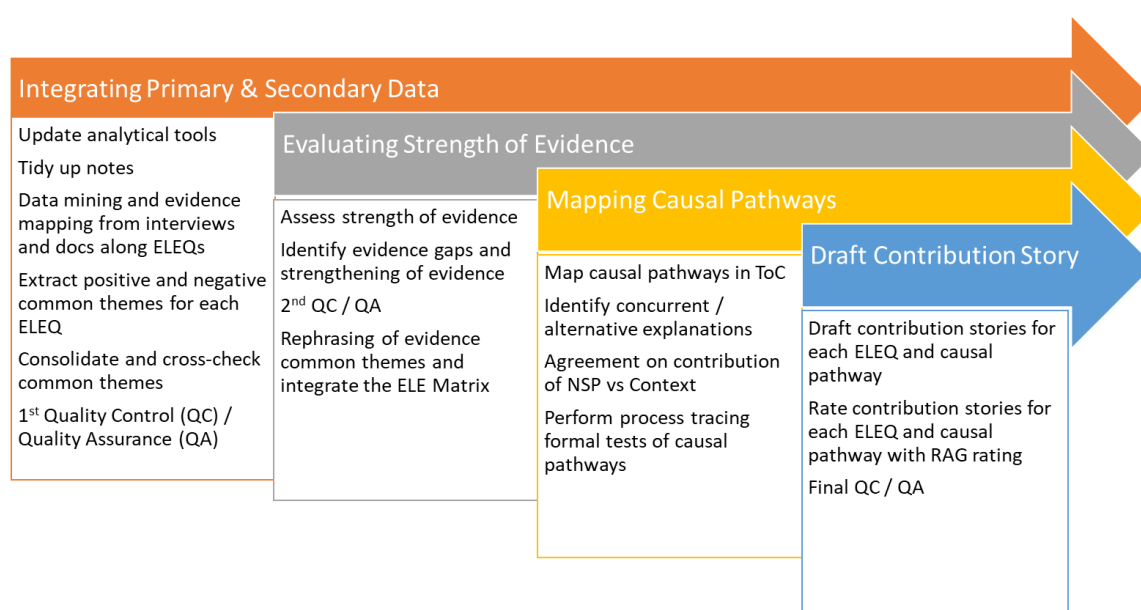 Integrating Primary & Secondary Data
Update analytical tools
Tidy up notes
Data mining and evidence
mapping from interviews
and docs along ELEQs
Extract positive and negative
common themes for each
ELEQ
Consolidate and cross-check
common themes
1st Quality Control (QC) /
Quality Assurance (QA)
Evaluating Strength of Evidence
Assess strength of evidence
Identify evidence gaps and
strengthening of evidence
2nd QC / QA
Rephrasing of evidence
common themes and
integrate the ELE Matrix
Mapping Causal Pathways
Map causal pathways in ToC
Identify concurrent /
alternative explanations
Agreement on contribution
of NSP vs Context
Perform process tracing
formal tests of causal
pathways
Draft Contribution Story
Draft contribution stories for
each ELEQ and causal
pathway
Rate contribution stories for
each ELEQ and causal
pathway with RAG rating
Final QC / QA